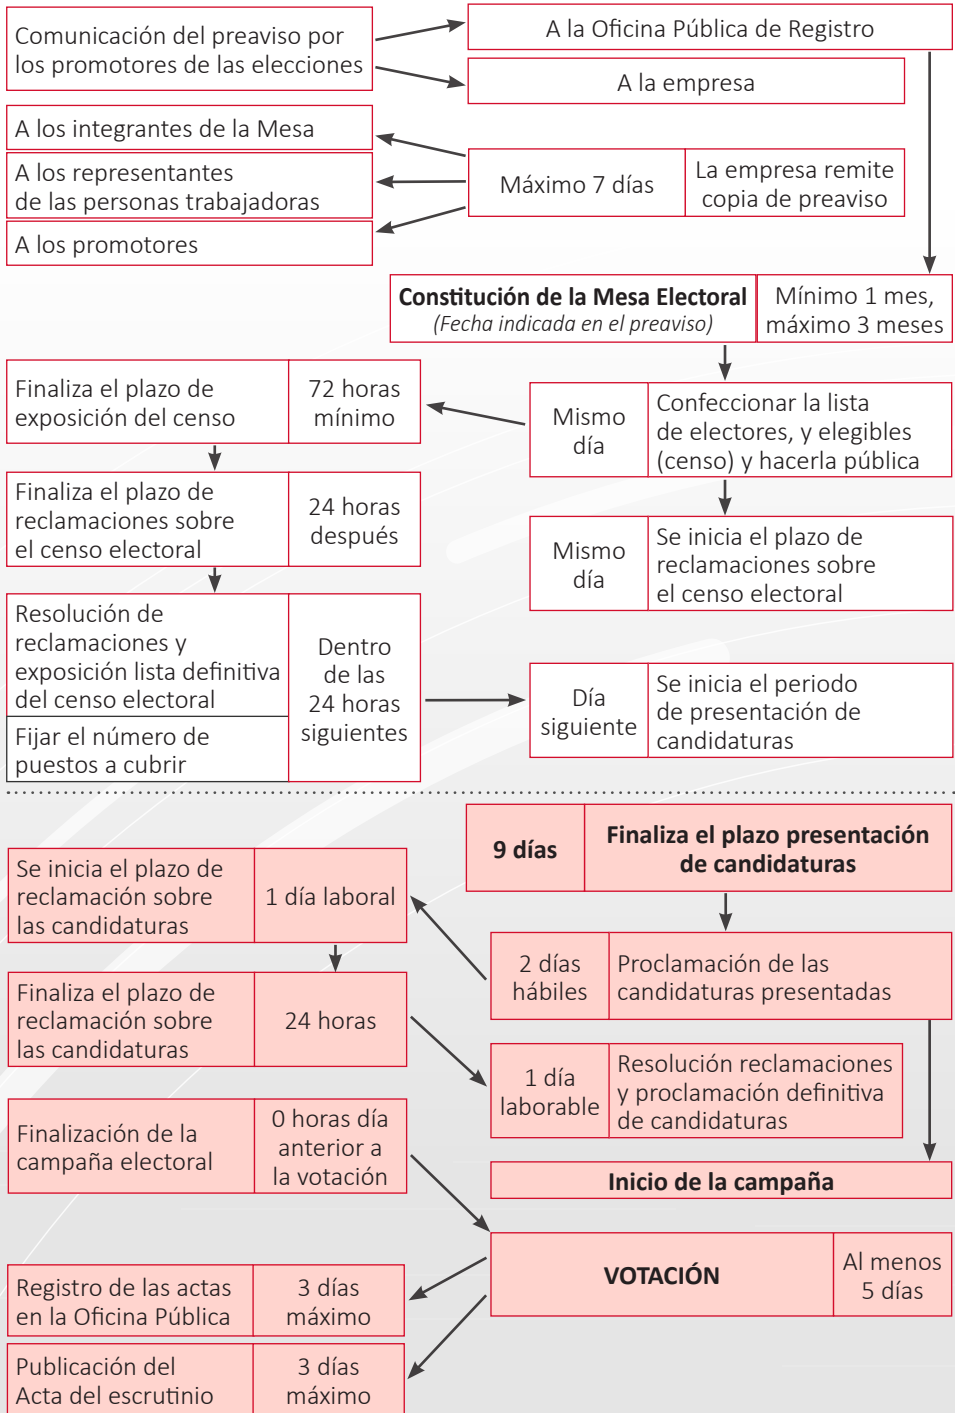 Comunicación del preaviso por
los promotores de las elecciones
A la Oficina Pública de Registro
A la empresa
A los integrantes de la Mesa
A los representantes
de las personas trabajadoras
A los promotores
Máximo 7 días
La empresa remite
copia de preaviso
Constitución de la Mesa Electoral
(Fecha indicada en el preaviso)
Mínimo 1 mes,
máximo 3 meses
Finaliza el plazo de
exposición del censo
72 horas
mínimo
Mismo
día
Confeccionar la lista
de electores, y elegibles
(censo) y hacerla pública
Finaliza el plazo de
reclamaciones sobre
el censo electoral
24 horas
después
Mismo
día
Se inicia el plazo de
reclamaciones sobre
el censo electoral
Resolución de
reclamaciones y
exposición lista definitiva
del censo electoral
Fijar el número de
puestos a cubrir
Dentro
de las
24 horas
siguientes
Día
siguiente
Se inicia el periodo
de presentación de
candidaturas
9 días
Finaliza el plazo presentación
de candidaturas
Se inicia el plazo de
reclamación sobre
las candidaturas
1 día laboral
2 días
hábiles
Proclamación de las
candidaturas presentadas
Finaliza el plazo de
reclamación sobre
las candidaturas
24 horas
1 día
laborable
Resolución reclamaciones
y proclamación definitiva
de candidaturas
Finalización de la
campaña electoral
0 horas día
anterior a
la votación
Inicio de la campaña
VOTACIÓN
Al menos
5 días
Registro de las actas
en la Oficina Pública
3 días
máximo
Publicación del
Acta del escrutinio
3 días
máximo